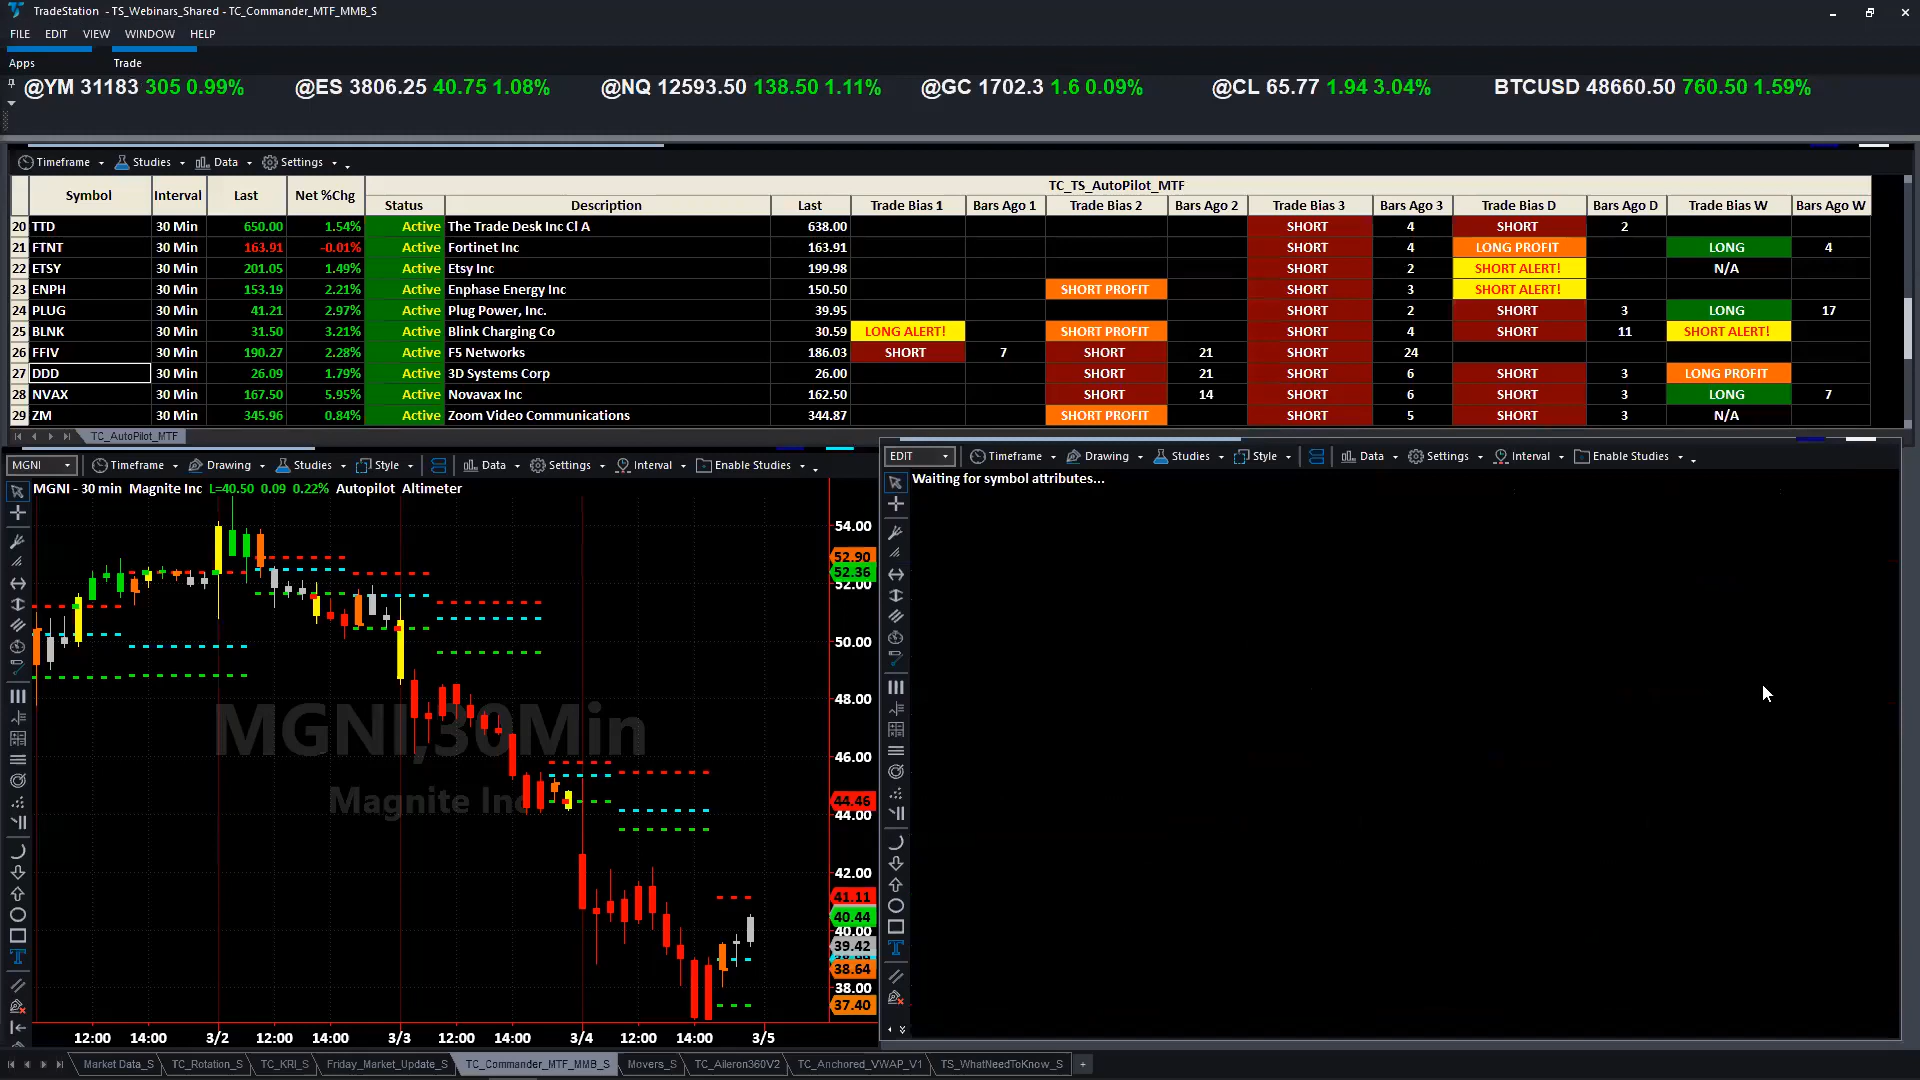 TradeStation - TS_Webinars_Shared - TC_Commander_MTF_MMB_S
FILE EDIT VIEW WINDOW HELP
Apps Trade
@YM 31183 305 0.99% @ES 3806.25 40.75 1.08% @NQ 12593.50 138.50 1.11% @GC 1702.3 1.6 0.09% @CL 65.77 1.94 3.04% BTCUSD 48660.50 760.50 1.59%
Timeframe Studies Data Settings
TC_TS_AutoPilot_MTF
Symbol Interval Last Net %Chg Status Description Last Trade Bias 1 Bars Ago 1 Trade Bias 2 Bars Ago 2 Trade Bias 3 Bars Ago 3 Trade Bias D Bars Ago D Trade Bias W Bars Ago W
20 TTD 30 Min 650.00 1.54% Active The Trade Desk Inc Cl A 638.00 SHORT 4 SHORT 2
21 FTNT 30 Min 163.91 -0.01% Active Fortinet Inc 163.91 SHORT 4 LONG PROFIT LONG 4
22 ETSY 30 Min 201.05 1.49% Active Etsy Inc 199.98 SHORT 2 SHORT ALERT! N/A
23 ENPH 30 Min 153.19 2.21% Active Enphase Energy Inc 150.50 SHORT PROFIT SHORT 3 SHORT ALERT!
24 PLUG 30 Min 41.21 2.97% Active Plug Power, Inc. 39.95 SHORT 2 SHORT 3 LONG 17
25 BLNK 30 Min 31.50 3.21% Active Blink Charging Co 30.59 LONG ALERT! SHORT PROFIT SHORT 4 SHORT 11 SHORT ALERT!
26 FFIV 30 Min 190.27 2.28% Active F5 Networks 186.03 SHORT 7 SHORT 21 SHORT 24
27 DDD 30 Min 26.09 1.79% Active 3D Systems Corp 26.00 SHORT 21 SHORT 6 SHORT 3 LONG PROFIT
28 NVAX 30 Min 167.50 5.95% Active Novavax Inc 162.50 SHORT 14 SHORT 6 SHORT 3 LONG 7
29 ZM 30 Min 345.96 0.84% Active Zoom Video Communications 344.87 SHORT PROFIT SHORT 5 SHORT 3 N/A
TC_AutoPilot_MTF
MGNI Timeframe Drawing Studies Style Data Settings Interval Enable Studies
MGNI - 30 min Magnite Inc L=40.50 0.09 0.22% Autopilot Altimeter
54.00
52.90
52.36
52.00
50.00
48.00
MGNI,30Min
46.00
Magnite Inc
44.46
44.00
42.00
41.11
40.44
40.00
39.42
38.64
38.00
37.40
12:00 14:00 3/2 12:00 14:00 3/3 12:00 14:00 3/4 12:00 14:00 3/5
EDIT Timeframe Drawing Studies Style Data Settings Interval Enable Studies
Waiting for symbol attributes...
Market Data_S TC_Rotation_S TC_KRI_S Friday_Market_Update_S TC_Commander_MTF_MMB_S Movers_S TC_Aileron360V2 TC_Anchored_VWAP_V1 TS_WhatNeedToKnow_S +